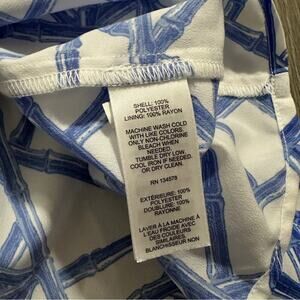 SHELL: 100%
POLYESTER
LINING: 100% RAYON
MACHINE WASH COLD
WITH LIKE COLORS.
ONLY NON-CHLORINE
BLEACH WHEN
NEEDED.
TUMBLE DRY LOW.
COOL IRON IF NEEDED.
OR DRY CLEAN.
RN 134578
EXTÉRIEURE: 100%
POLYESTER
DOUBLURE: 100%
RAYONNE
LAVER À LA MACHINE À
L'EAU FROIDE AVEC
DES COULEURS
SIMILAIRES.
BLANCHISSEUR NON